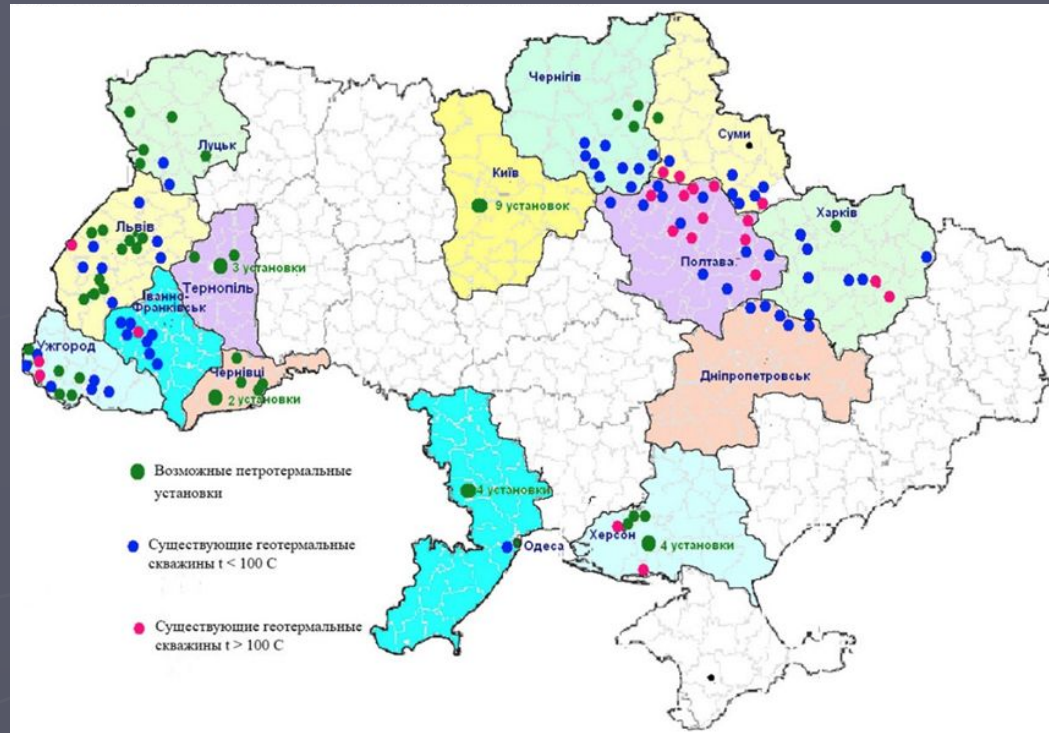 Чернігів
Суми
Луцьк
Київ
9 установок
Харків
Львів
3 установки
Тернопіль
Полтава
Іванно-
Франківськ
Ужгород
Чернівці
2 установки
Дніпропетровськ
Возможные петротермальные
установки
4 установки
Существующие геотермальные
скважины t < 100 С
Одеса
Херсон
4 установки
Существующие геотермальные
скважины t > 100 С